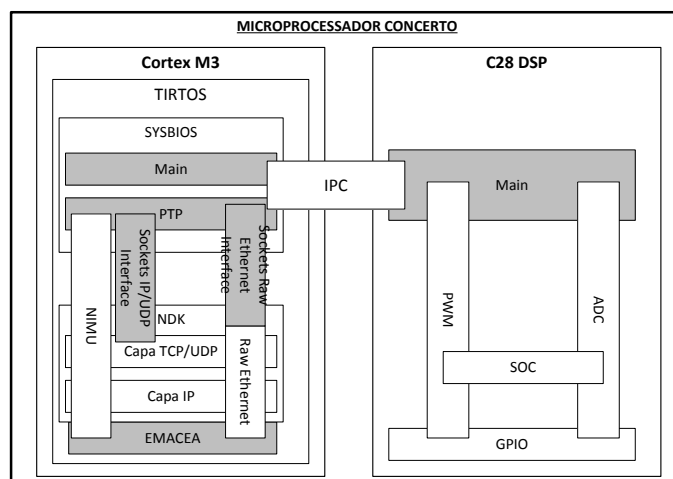 MICROPROCESSADOR CONCERTO
Cortex M3
TIRTOS
SYSBIOS
Main
PTP
NIMU
Sockets IP/UDP
Interface
Sockets Raw
Ethernet
Interface
NDK
Capa TCP/UDP
Capa IP
Raw Ethernet
EMACEA
IPC
C28 DSP
Main
PWM
ADC
SOC
GPIO